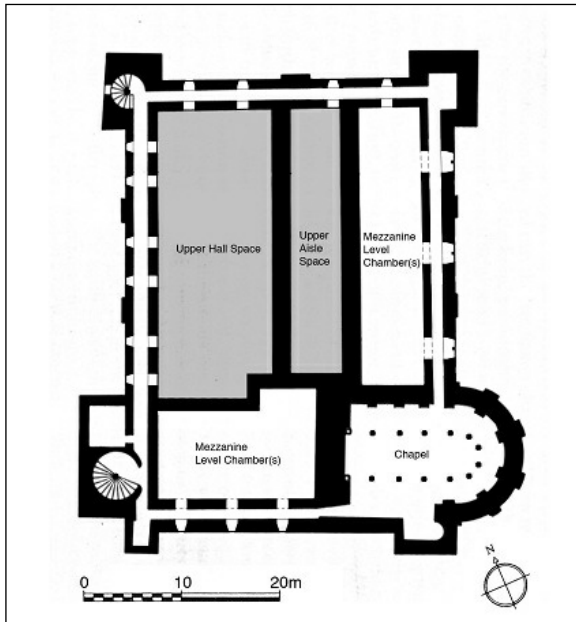 Upper Hall Space
Upper
Aisle
Space
Mezzanine
Level
Chamber(s)
Mezzanine
Level Chamber(s)
Chapel
N
0 10 20m